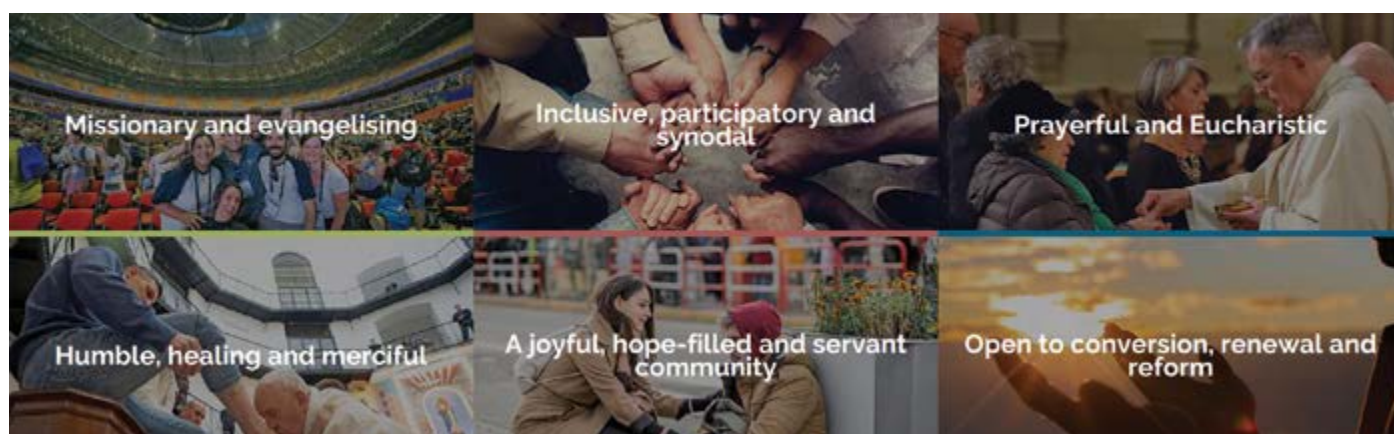 Missionary and evangelising
Inclusive, participatory and
synodal
Prayerful and Eucharistic
Humble, healing and merciful
A joyful, hope-filled and servant
community
Open to conversion, renewal and
reform